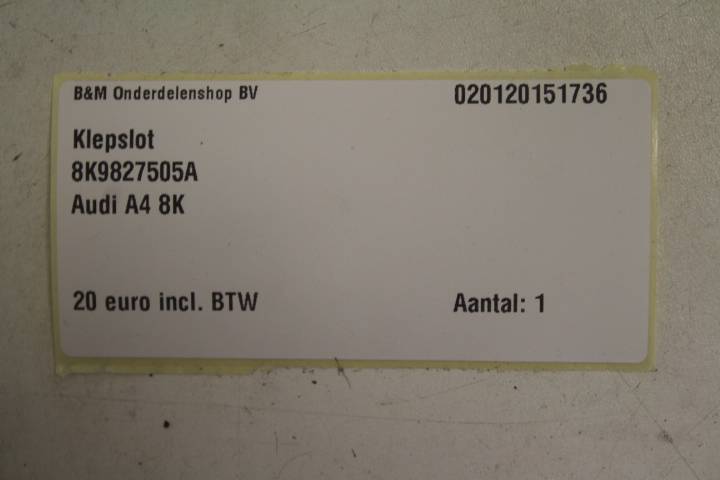 B&M Onderdelenshop BV 020120151736
Klepslot
8K9827505A
Audi A4 8K
20 euro incl. BTW Aantal: 1